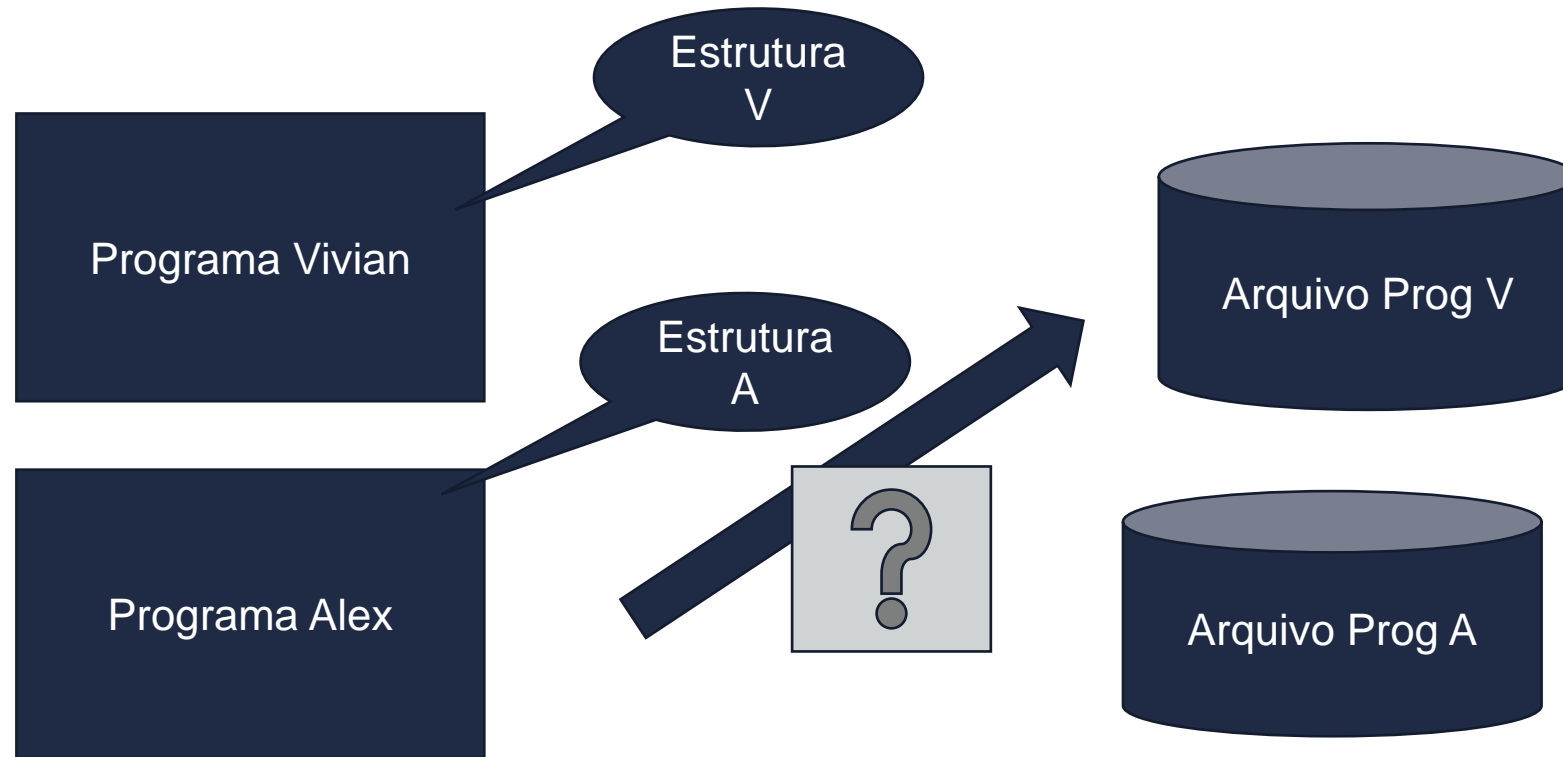 Estrutura
V
Programa Vivian
Arquivo Prog V
Estrutura
A
Programa Alex
?
Arquivo Prog A